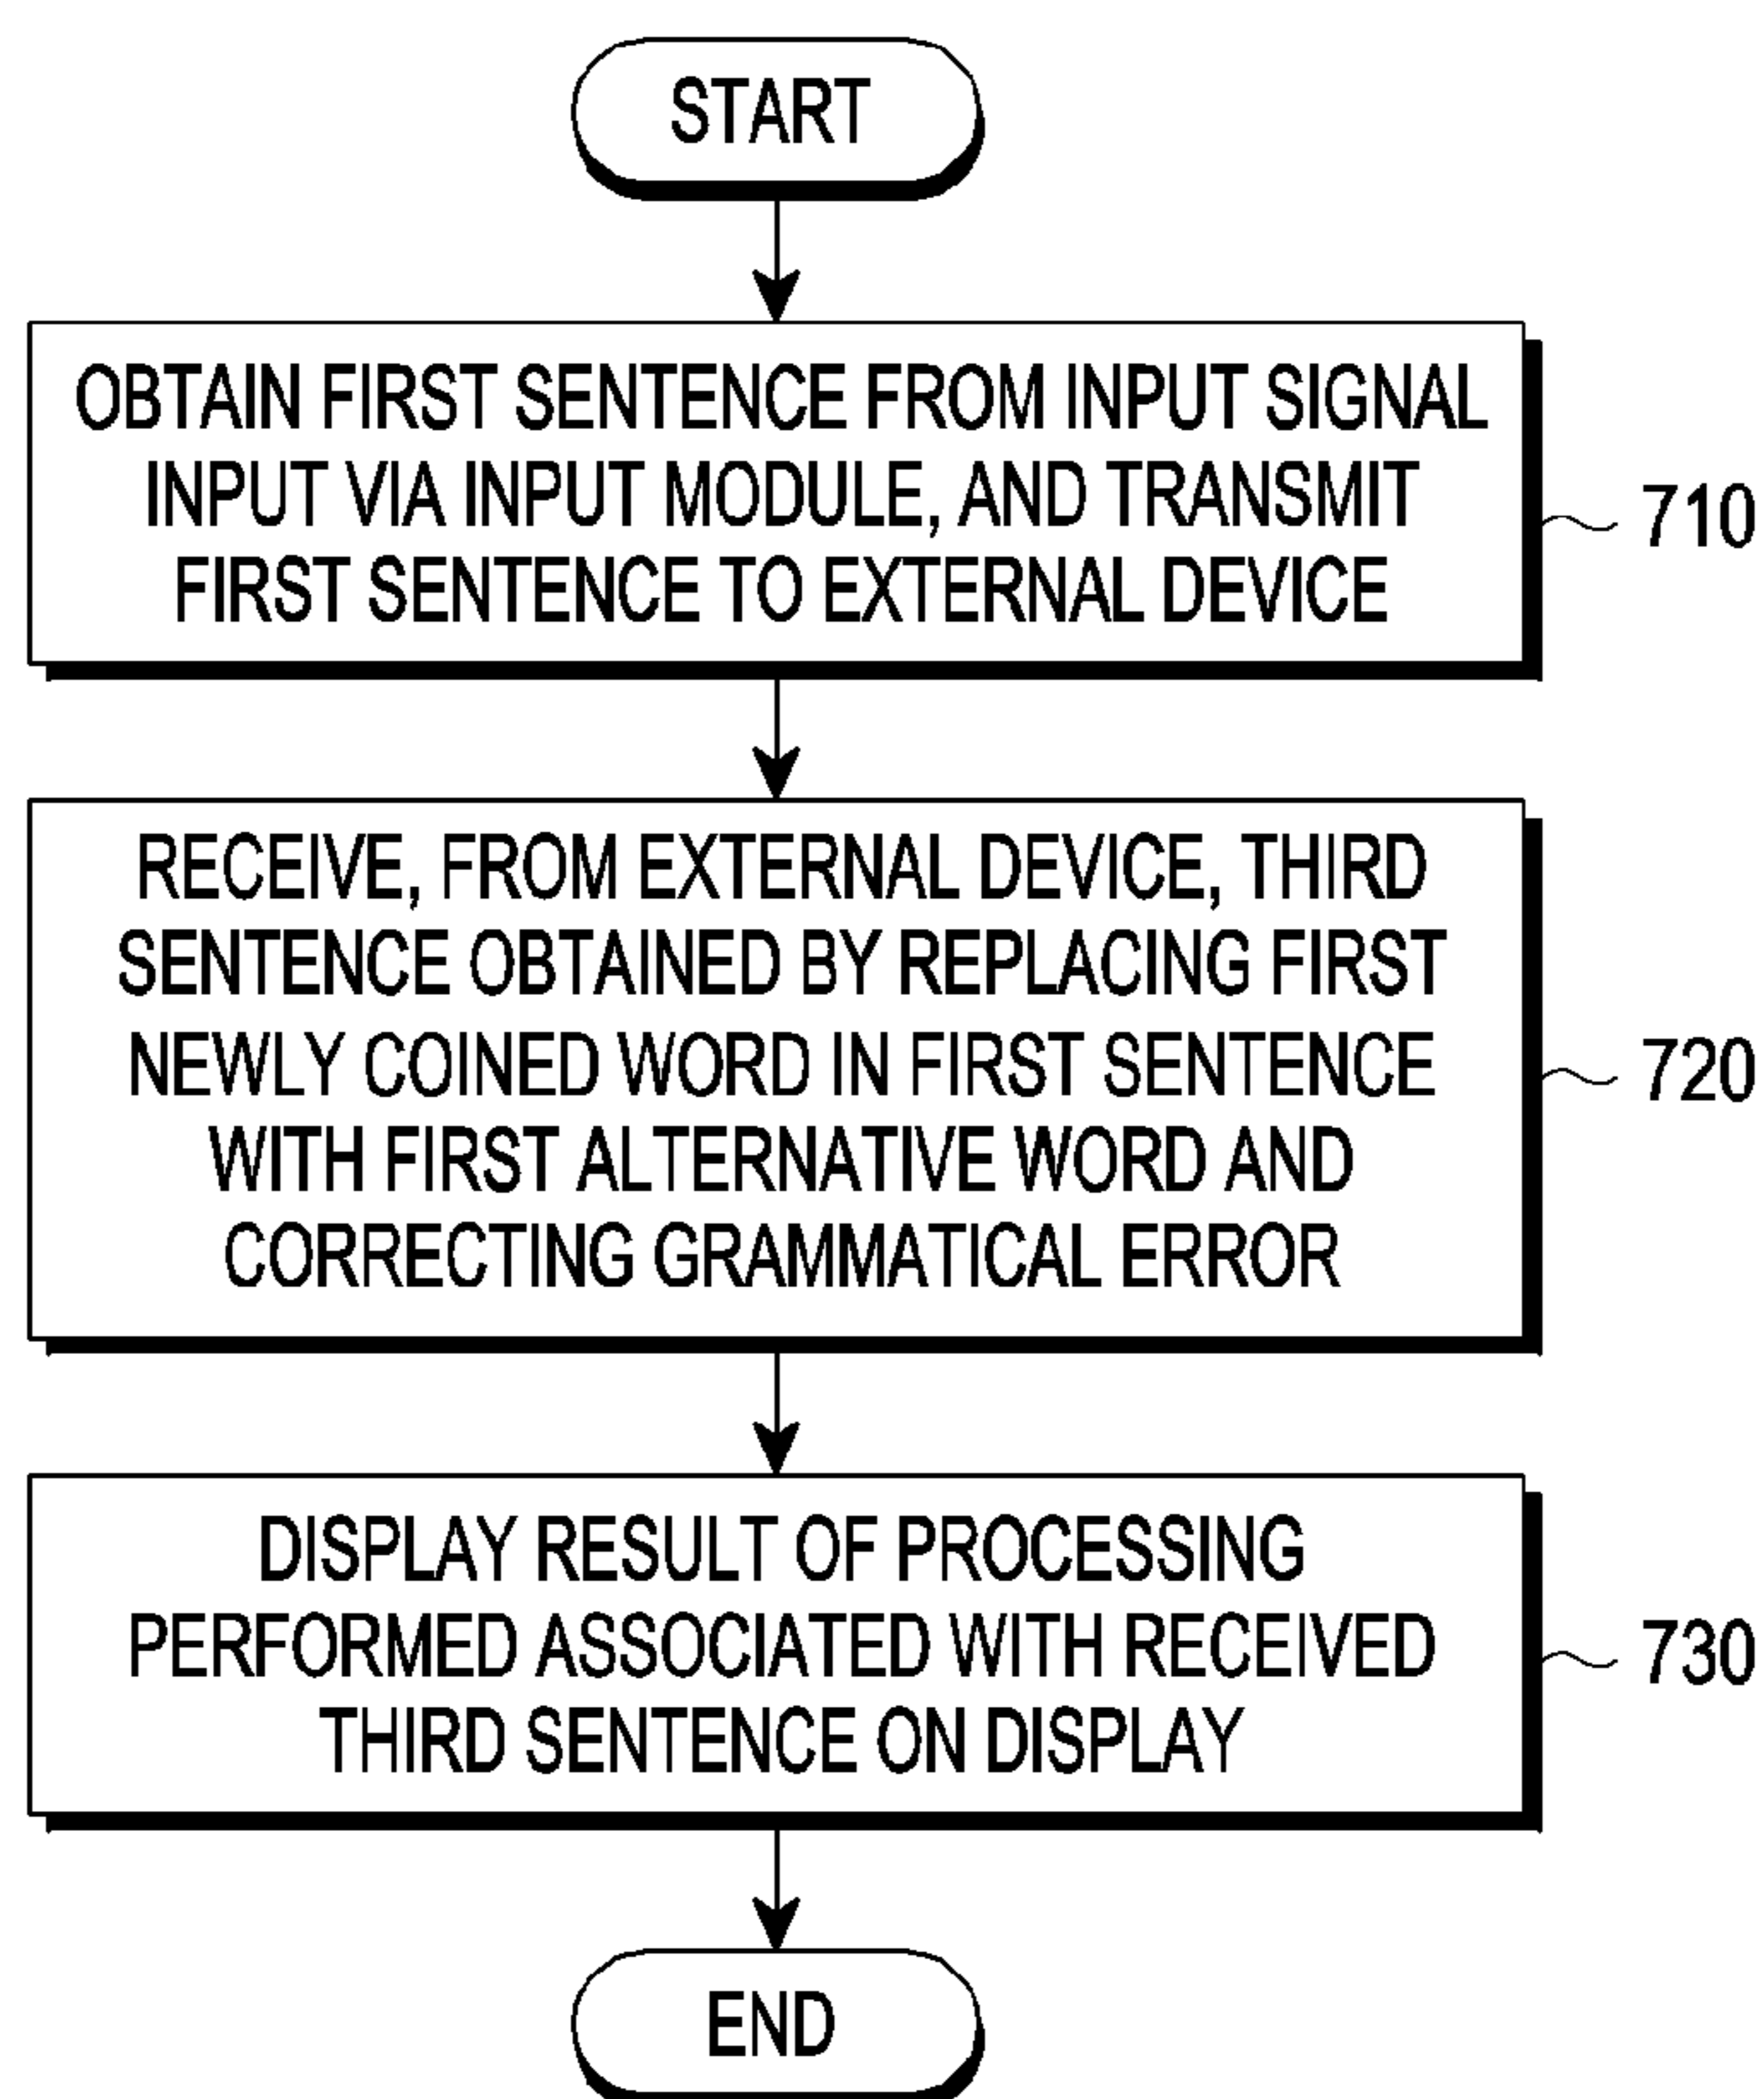 START
OBTAIN FIRST SENTENCE FROM INPUT SIGNAL
INPUT VIA INPUT MODULE, AND TRANSMIT
FIRST SENTENCE TO EXTERNAL DEVICE
710
RECEIVE, FROM EXTERNAL DEVICE, THIRD
SENTENCE OBTAINED BY REPLACING FIRST
NEWLY COINED WORD IN FIRST SENTENCE
WITH FIRST ALTERNATIVE WORD AND
CORRECTING GRAMMATICAL ERROR
720
DISPLAY RESULT OF PROCESSING
PERFORMED ASSOCIATED WITH RECEIVED
THIRD SENTENCE ON DISPLAY
730
END